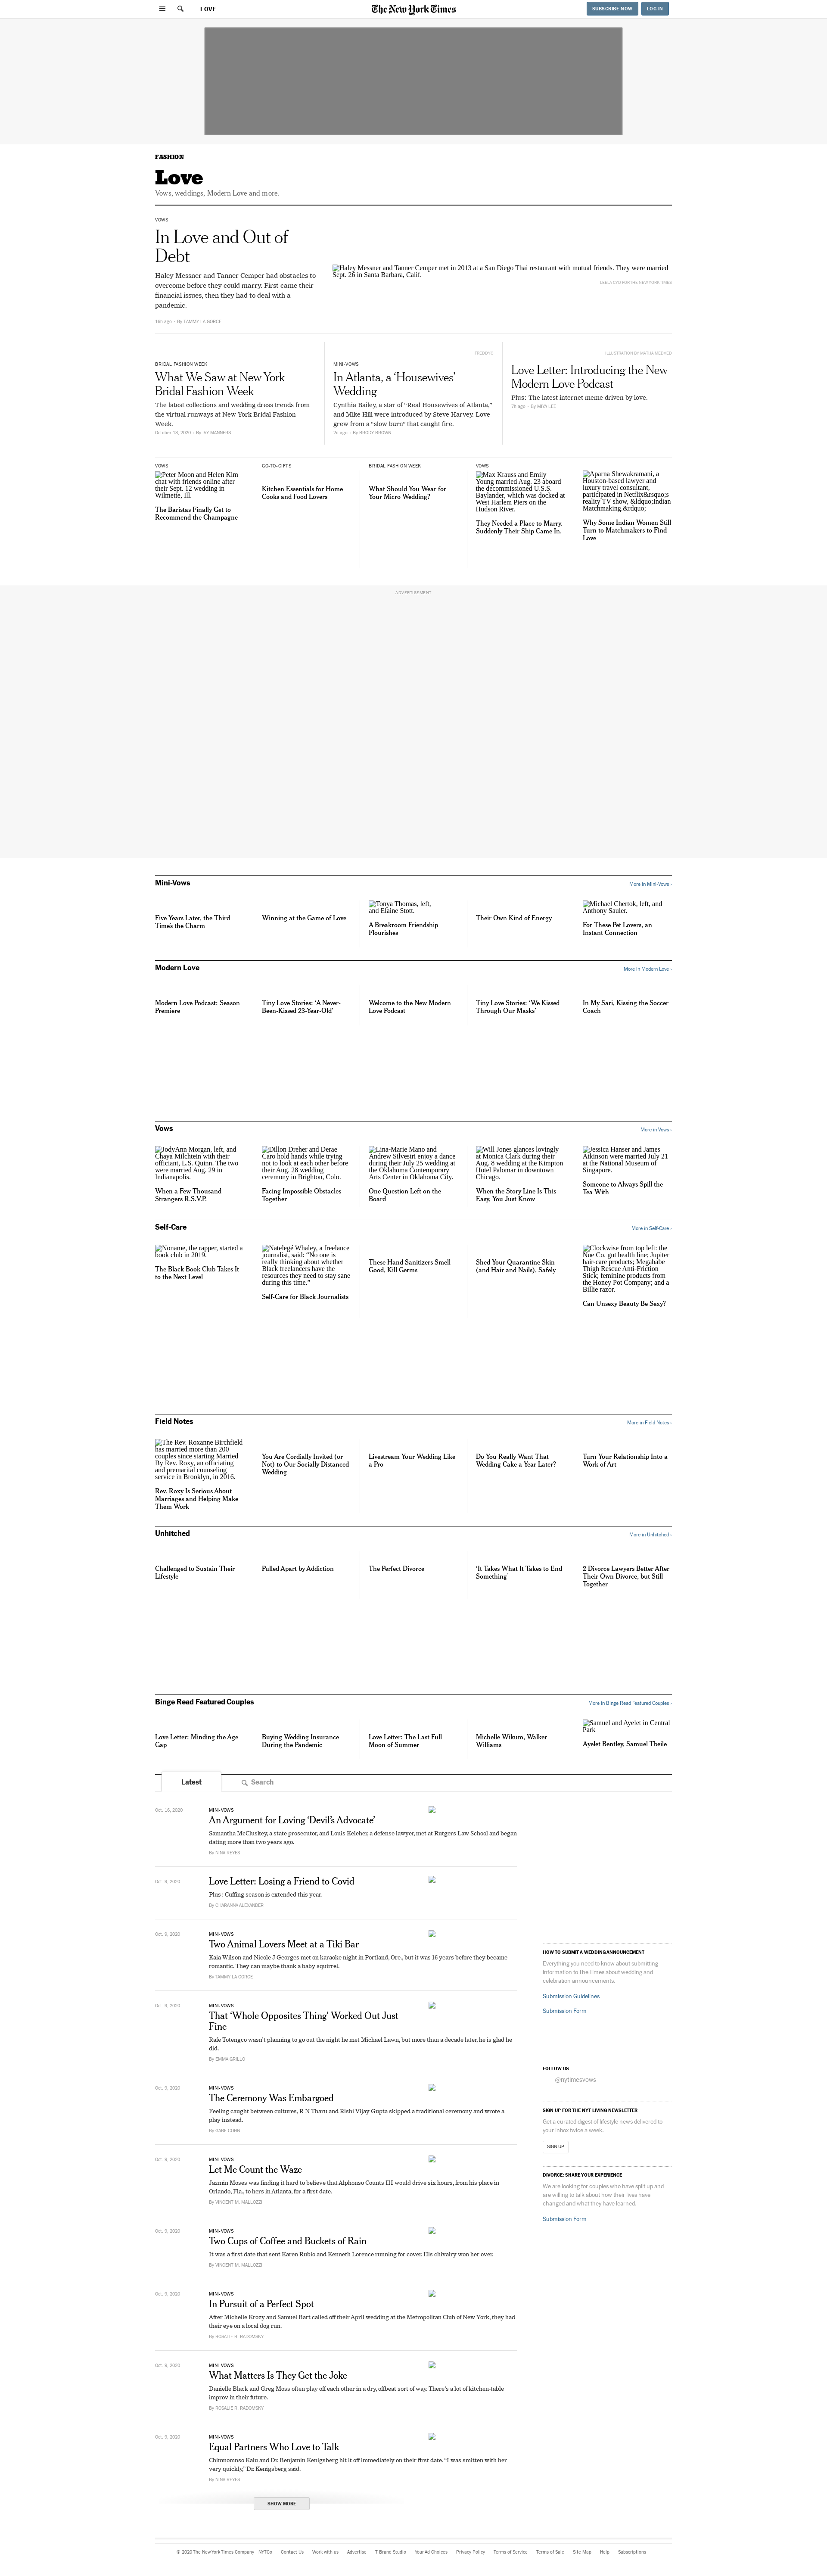 LOVE
The New York Times
SUBSCRIBE NOW
LOG IN
FASHION
Love
Vows, weddings, Modern Love and more.
VOWS
In Love and Out of
Debt
Haley Messner and Tanner Cemper had obstacles to
overcome before they could marry. First came their
financial issues, then they had to deal with a
pandemic.
By TAMMY LA GORCE
Haley Messner and Tanner Cemper met in 2013 at a San Diego Thai restaurant with mutual friends. They were married
Sept. 26 in Santa Barbara, Calif.
BRIDAL FASHION WEEK
What We Saw at New York
Bridal Fashion Week
The latest collections and wedding dress trends from
the virtual runways at New York Bridal Fashion
Week.
October 13, 2020 – By IVY MANNERS
MINI-VOWS
In Atlanta, a ‘Housewives’
Wedding
Cynthia Bailey, a star of “Real Housewives of Atlanta,”
and Mike Hill were introduced by Steve Harvey. Love
grew from a “slow burn” that caught fire.
2d ago – By BRODY BROWN
Love Letter: Introducing the New
Modern Love Podcast
Plus: The latest internet meme driven by love.
7h ago – By MIYA LEE
VOWS
Peter Moon and Helen Kim
chat with friends online after
their Sept. 12 wedding in
Wilmette, Ill.
The Baristas Finally Get to
Recommend the Champagne
GO-TO-GIFTS
Kitchen Essentials for Home
Cooks and Food Lovers
BRIDAL FASHION WEEK
What Should You Wear for
Your Micro Wedding?
VOWS
Max Krauss and Emily
Young married Aug. 23 aboard
the decommissioned U.S.S.
Baylander, which was docked at
West Harlem Piers on the
Hudson River.
They Needed a Place to Marry.
Suddenly Their Ship Came In.
Aparna Shewakramani, a
Houston-based lawyer and
luxury travel consultant,
participated in Netflix&rsquo;s
reality TV show, &ldquo;Indian
Matchmaking.&rdquo;
Why Some Indian Women Still
Turn to Matchmakers to Find
Love
ADVERTISEMENT
Mini-Vows
More in Mini-Vows ›
Five Years Later, the Third
Time’s the Charm
Winning at the Game of Love
Tonya Thomas, left,
and Elaine Stott.
A Breakroom Friendship
Flourishes
Their Own Kind of Energy
Michael Chertok, left, and
Anthony Sauler.
For These Pet Lovers, an
Instant Connection
Modern Love
More in Modern Love ›
Modern Love Podcast: Season
Premiere
Tiny Love Stories: ‘A Never-
Been-Kissed 23-Year-Old’
Welcome to the New Modern
Love Podcast
Tiny Love Stories: ‘We Kissed
Through Our Masks’
In My Sari, Kissing the Soccer
Coach
Vows
More in Vows ›
JodyAnn Morgan, left, and
Chaya Milchtein with their
officiant, L.S. Quinn. The two
were married Aug. 29 in
Indianapolis.
When a Few Thousand
Strangers R.S.V.P.
Dillon Dreher and Derae
Caro hold hands while trying
not to look at each other before
their Aug. 28 wedding
ceremony in Brighton, Colo.
Facing Impossible Obstacles
Together
Lina-Marie Mano and
Andrew Silvestri enjoy a dance
during their July 25 wedding at
the Oklahoma Contemporary
Arts Center in Oklahoma City.
One Question Left on the
Board
Will Jones glances lovingly
at Monica Clark during their
Aug. 8 wedding at the Kimpton
Hotel Palomar in downtown
Chicago.
When the Story Line Is This
Easy, You Just Know
Jessica Hanser and James
Atkinson were married July 21
at the National Museum of
Singapore.
Someone to Always Spill the
Tea With
Self-Care
More in Self-Care ›
Noname, the rapper, started a
book club in 2019.
The Black Book Club Takes It
to the Next Level
Natelegé Whaley, a freelance
journalist, said: “No one is
really thinking about whether
Black freelancers have the
resources they need to stay sane
during this time.”
Self-Care for Black Journalists
These Hand Sanitizers Smell
Good, Kill Germs
Shed Your Quarantine Skin
(and Hair and Nails), Safely
Clockwise from top left: the
Nue Co. gut health line; Jupiter
hair-care products; Megababe
Thigh Rescue Anti-Friction
Stick; feminine products from
the Honey Pot Company; and a
Billie razor.
Can Unsexy Beauty Be Sexy?
Field Notes
More in Field Notes ›
The Rev. Roxanne Birchfield
has married more than 200
couples since starting Married
By Rev. Roxy, an officiating
and premarital counseling
service in Brooklyn, in 2016.
Rev. Roxy Is Serious About
Marriages and Helping Make
Them Work
You Are Cordially Invited (or
Not) to Our Socially Distanced
Wedding
Livestream Your Wedding Like
a Pro
Do You Really Want That
Wedding Cake a Year Later?
Turn Your Relationship Into a
Work of Art
Unhitched
More in Unhitched ›
Challenged to Sustain Their
Lifestyle
Pulled Apart by Addiction
The Perfect Divorce
‘It Takes What It Takes to End
Something’
2 Divorce Lawyers Better After
Their Own Divorce, but Still
Together
Binge Read Featured Couples
More in Binge Read Featured Couples ›
Love Letter: Minding the Age
Gap
Buying Wedding Insurance
During the Pandemic
Love Letter: The Last Full
Moon of Summer
Michelle Wikum, Walker
Williams
Samuel and Ayelet in Central
Park
Ayelet Bentley, Samuel Tbeile
Latest
Search
Oct. 16, 2020
MINI-VOWS
An Argument for Loving ‘Devil’s Advocate’
Samantha McCluskey, a state prosecutor, and Louis Keleher, a defense lawyer, met at Rutgers Law School and began
dating more than two years ago.
By NINA REYES
Oct. 9, 2020
Love Letter: Losing a Friend to Covid
Plus: Cuffing season is extended this year.
By CHARANNA ALEXANDER
Oct. 9, 2020
MINI-VOWS
Two Animal Lovers Meet at a Tiki Bar
Kaia Wilson and Nicole J Georges met on karaoke night in Portland, Ore., but it was 16 years before they became
romantic. They can maybe thank a baby squirrel.
By TAMMY LA GORCE
Oct. 9, 2020
MINI-VOWS
That ‘Whole Opposites Thing’ Worked Out Just
Fine
Rafe Totengco wasn’t planning to go out the night he met Michael Lawn, but more than a decade later, he is glad he
did.
By EMMA GRILLO
Oct. 9, 2020
MINI-VOWS
The Ceremony Was Embargoed
Feeling caught between cultures, R N Tharu and Rishi Vijay Gupta skipped a traditional ceremony and wrote a
play instead.
By GABE COHN
Oct. 9, 2020
MINI-VOWS
Let Me Count the Waze
Jazmin Moses was finding it hard to believe that Alphonso Counts III would drive six hours, from his place in
Orlando, Fla., to hers in Atlanta, for a first date.
By VINCENT M. MALLOZZI
Oct. 9, 2020
MINI-VOWS
Two Cups of Coffee and Buckets of Rain
It was a first date that sent Karen Rubio and Kenneth Lorence running for cover. His chivalry won her over.
By VINCENT M. MALLOZZI
Oct. 9, 2020
MINI-VOWS
In Pursuit of a Perfect Spot
After Michelle Krozy and Samuel Bart called off their April wedding at the Metropolitan Club of New York, they had
their eye on a local dog run.
By ROSALIE R. RADOMSKY
Oct. 9, 2020
MINI-VOWS
What Matters Is They Get the Joke
Danielle Black and Greg Moss often play off each other in a dry, offbeat sort of way. There’s a lot of kitchen-table
improv in their future.
By ROSALIE R. RADOMSKY
Oct. 9, 2020
MINI-VOWS
Equal Partners Who Love to Talk
Chinnomnso Kalu and Dr. Benjamin Kenigsberg hit it off immediately on their first date. “I was smitten with her
very quickly,” Dr. Kenigsberg said.
By NINA REYES
SHOW MORE
HOW TO SUBMIT A WEDDING ANNOUNCEMENT
Everything you need to know about submitting
information to The Times about wedding and
celebration announcements.
Submission Guidelines
Submission Form
FOLLOW US
@nytimesvows
SIGN UP FOR THE NYT LIVING NEWSLETTER
Get a curated digest of lifestyle news delivered to
your inbox twice a week.
SIGN UP
DIVORCE: SHARE YOUR EXPERIENCE
We are looking for couples who have split up and
are willing to talk about how their lives have
changed and what they have learned.
Submission Form
© 2020 The New York Times Company NYTCo Contact Us Work with us Advertise T Brand Studio Your Ad Choices Privacy Policy Terms of Service Terms of Sale Site Map Help Subscriptions